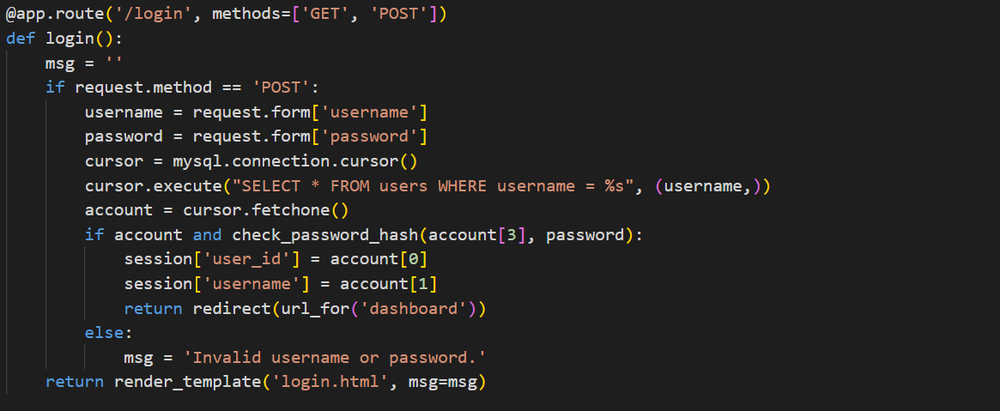 @app.route('/login', methods=['GET', 'POST'])
def login():
    msg = ''
    if request.method == 'POST':
        username = request.form['username']
        password = request.form['password']
        cursor = mysql.connection.cursor()
        cursor.execute("SELECT * FROM users WHERE username = %s", (username,))
        account = cursor.fetchone()
        if account and check_password_hash(account[3], password):
            session['user_id'] = account[0]
            session['username'] = account[1]
            return redirect(url_for('dashboard'))
        else:
            msg = 'Invalid username or password.'
    return render_template('login.html', msg=msg)